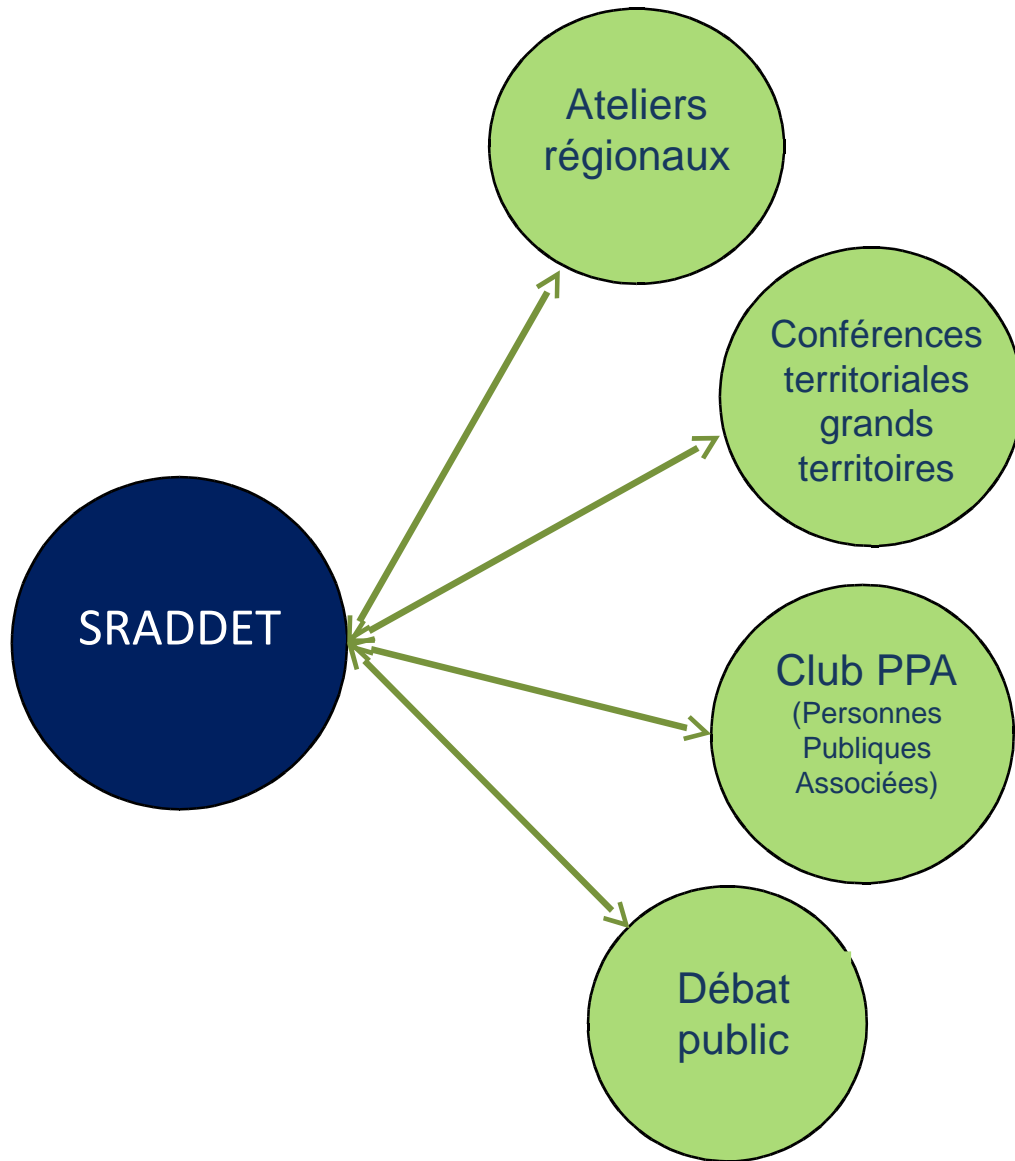 Ateliers
régionaux
Conférences
territoriales
grands
territoires
SRADDET
Club PPA
(Personnes
Publiques
Associées)
Débat
public